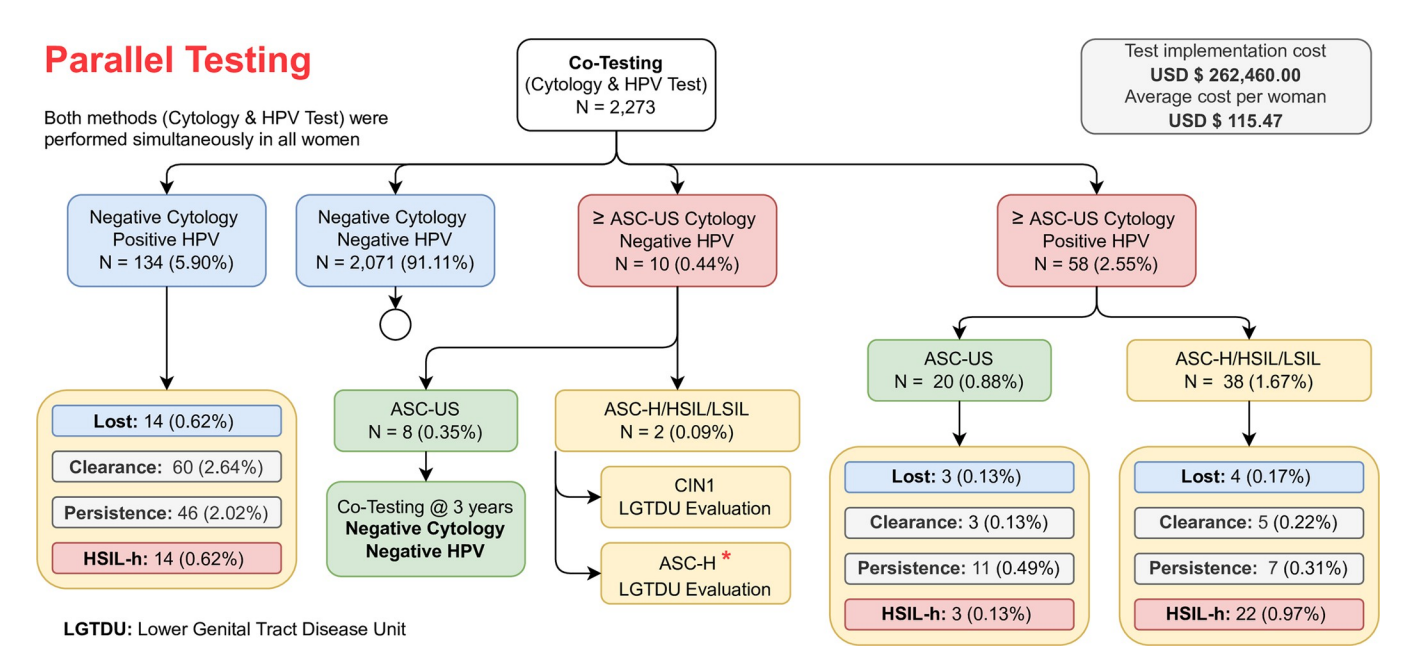 Parallel Testing
Both methods (Cytology & HPV Test) were
performed simultaneously in all women
Co-Testing
(Cytology & HPV Test)
N = 2,273
Test implementation cost
USD $ 262,460.00
Average cost per woman
USD $ 115.47
Negative Cytology
Positive HPV
N = 134 (5.90%)
Negative Cytology
Negative HPV
N = 2,071 (91.11%)
≥ ASC-US Cytology
Negative HPV
N = 10 (0.44%)
≥ ASC-US Cytology
Positive HPV
N = 58 (2.55%)
Lost: 14 (0.62%)
Clearance: 60 (2.64%)
Persistence: 46 (2.02%)
HSIL-h: 14 (0.62%)
ASC-US
N = 8 (0.35%)
Co-Testing @ 3 years
Negative Cytology
Negative HPV
ASC-H/HSIL/LSIL
N = 2 (0.09%)
CIN1
LGTDU Evaluation
ASC-H *
LGTDU Evaluation
ASC-US
N = 20 (0.88%)
Lost: 3 (0.13%)
Clearance: 3 (0.13%)
Persistence: 11 (0.49%)
HSIL-h: 3 (0.13%)
ASC-H/HSIL/LSIL
N = 38 (1.67%)
Lost: 4 (0.17%)
Clearance: 5 (0.22%)
Persistence: 7 (0.31%)
HSIL-h: 22 (0.97%)
LGTDU: Lower Genital Tract Disease Unit